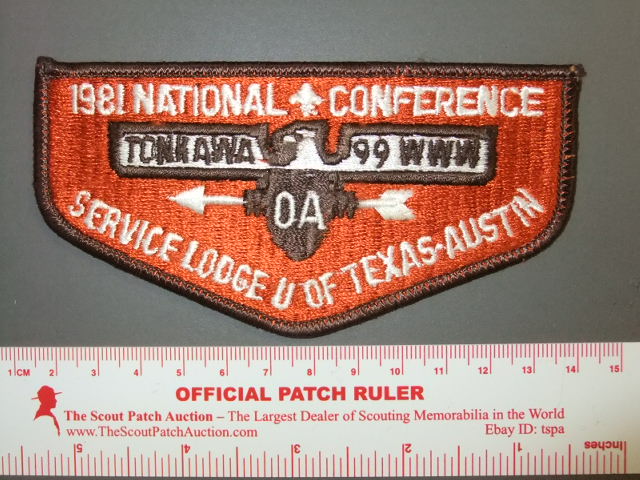 1981 NATIONAL CONFERENCE
TONKAWA 99 WWW
OA
SERVICE LODGE U OF TEXAS-AUSTIN
1 CM 2 3 4 5 6 7 8 9 10 11 12 13 14 15
OFFICIAL PATCH RULER
The Scout Patch Auction – The Largest Dealer of Scouting Memorabilia in the World
www.TheScoutPatchAuction.com Ebay ID: tspa
5 4 3 2 1 Inches